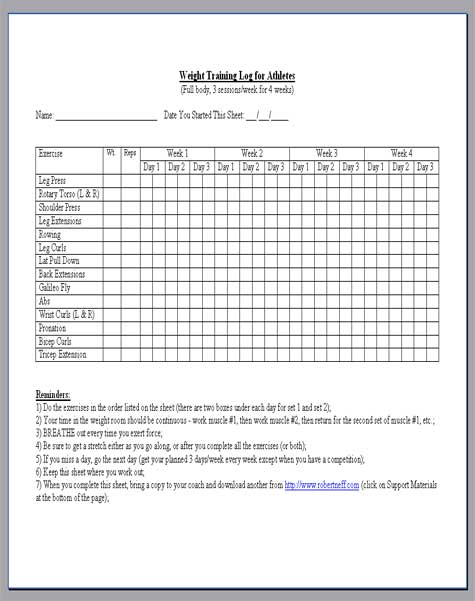 Weight Training Log for Athletes
(Full body, 3 sessions/week for 4 weeks)
Name: ____________________ Date You Started This Sheet: __/__/____
Exercise Wt. Reps Week 1 Week 2 Week 3 Week 4
Day 1 Day 2 Day 3 Day 1 Day 2 Day 3 Day 1 Day 2 Day 3 Day 1 Day 2 Day 3
Leg Press
Rotary Torso (L & R)
Shoulder Press
Leg Extensions
Rowing
Leg Curls
Lat Pull Down
Back Extensions
Galileo Fly
Abs
Wrist Curls (L & R)
Pronation
Bicep Curls
Tricep Extension
Reminders:
1) Do the exercises in the order listed on the sheet (there are two boxes under each day for set 1 and set 2);
2) Your time in the weight room should be continuous - work muscle #1, then work muscle #2, then return for the second set of muscle #1, etc.;
3) BREATHE out every time you exert force;
4) Be sure to get a stretch either as you go along, or after you complete all the exercises (or both);
5) If you miss a day, go the next day (get your planned 3 days/week every week except when you have a competition);
6) Keep this sheet where you work out;
7) When you complete this sheet, bring a copy to your coach and download another from http://www.robertneff.com (click on Support Materials
at the bottom of the page);